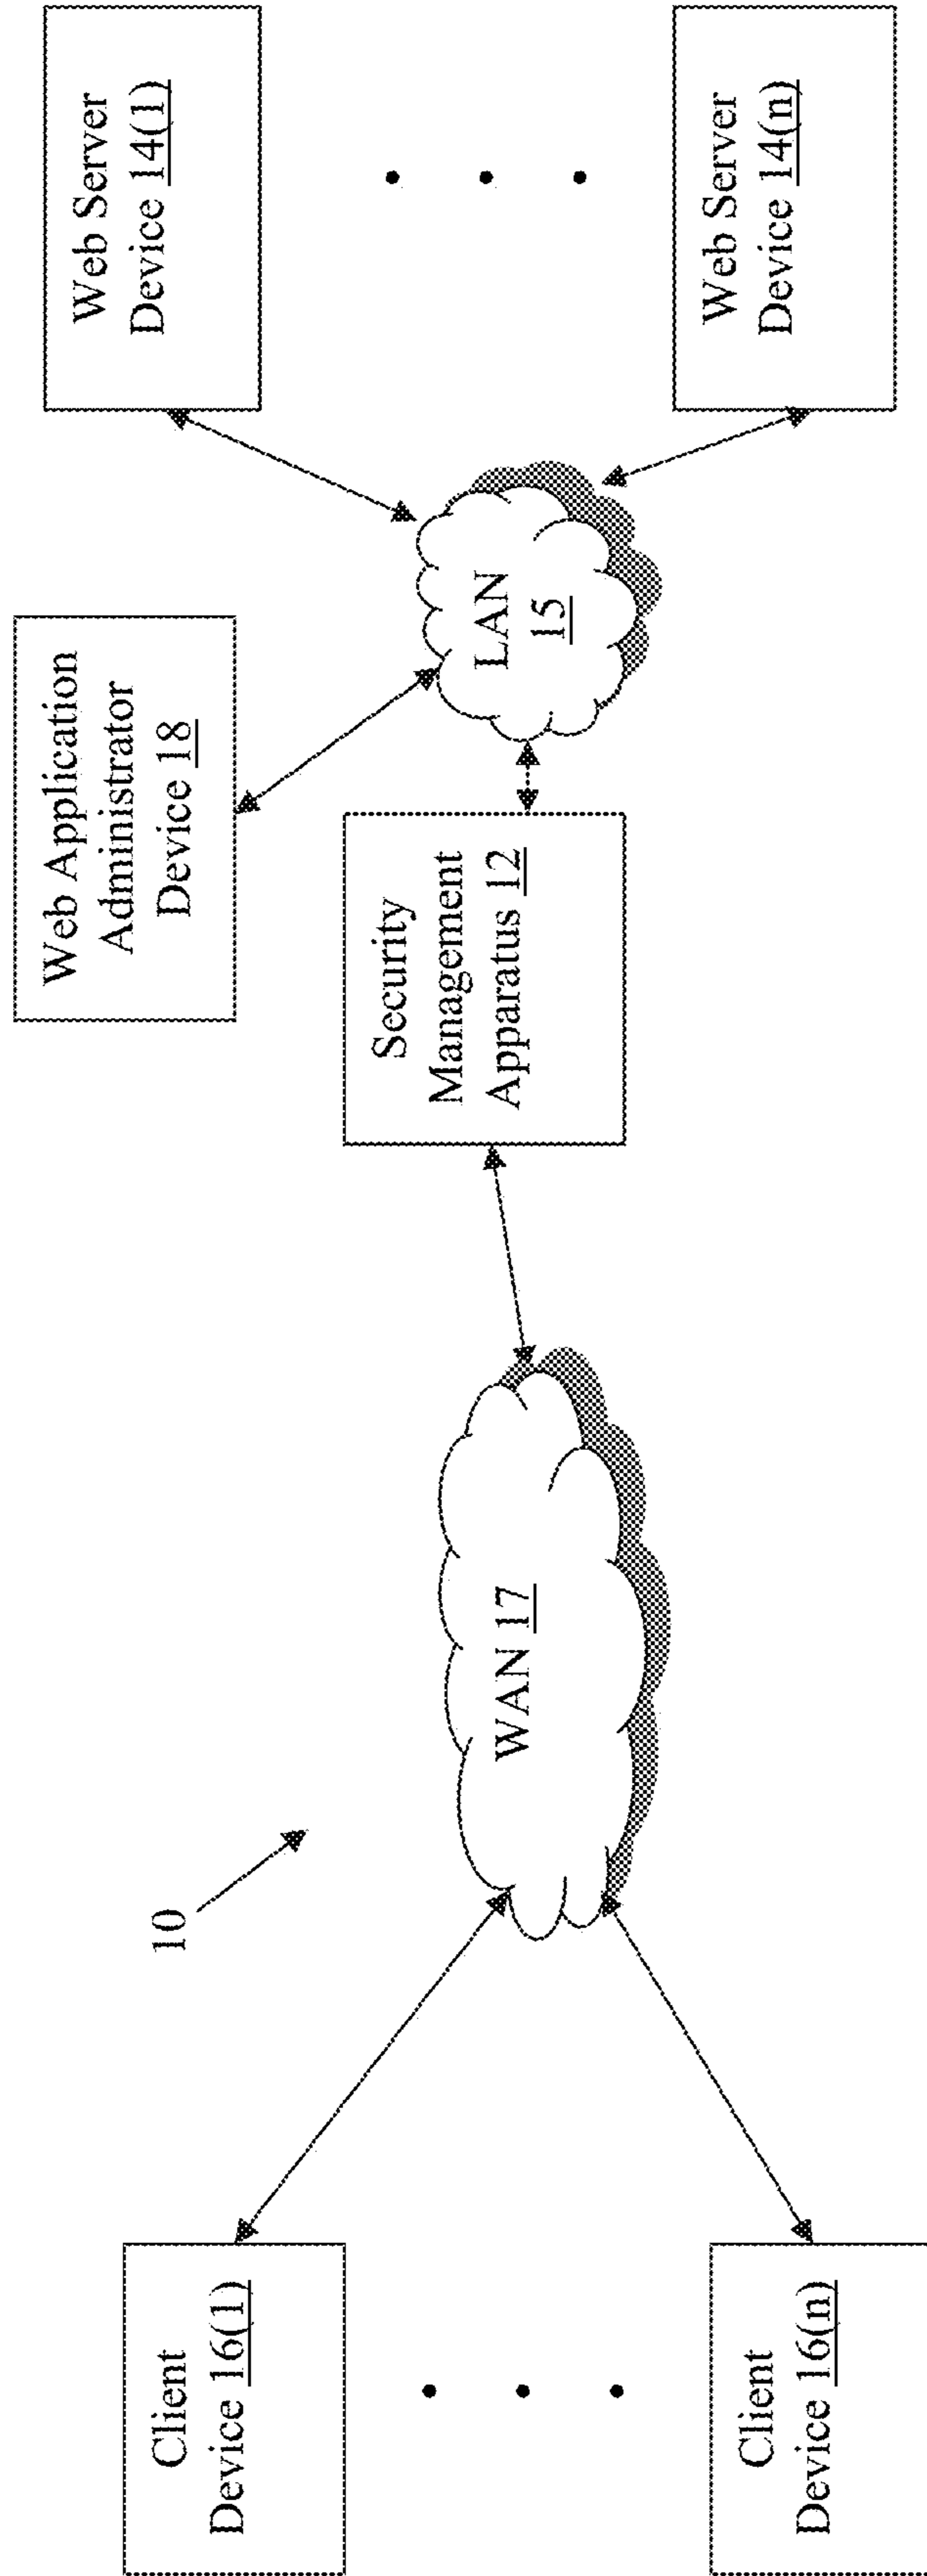 Client
Device 16(1)
Client
Device 16(n)
10
WAN 17
Security
Management
Apparatus 12
Web Application
Administrator
Device 18
LAN
15
Web Server
Device 14(1)
Web Server
Device 14(n)